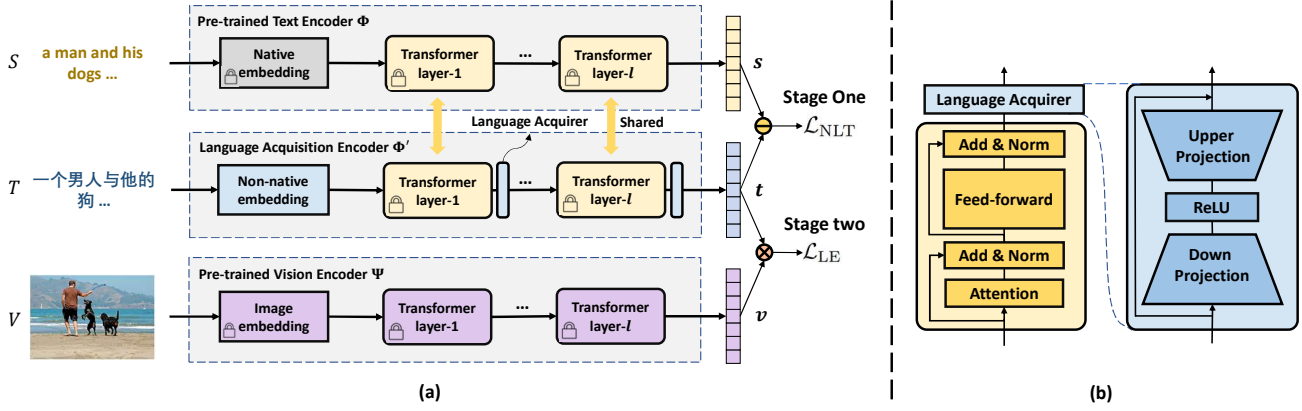 Pre-trained Text Encoder Φ
S
a man and his
dogs ...
Native
embedding
Transformer
layer-1
...
Transformer
layer-l
s
Stage One
ℒNLT
Language Acquirer
Shared
Language Acquisition Encoder Φ′
T
一个男人与他的
狗 ...
Non-native
embedding
Transformer
layer-1
...
Transformer
layer-l
t
Stage two
ℒLE
Pre-trained Vision Encoder Ψ
V
Image
embedding
Transformer
layer-1
...
Transformer
layer-l
v
(a)
Language Acquirer
Add & Norm
Feed-forward
Add & Norm
Attention
Upper
Projection
ReLU
Down
Projection
(b)